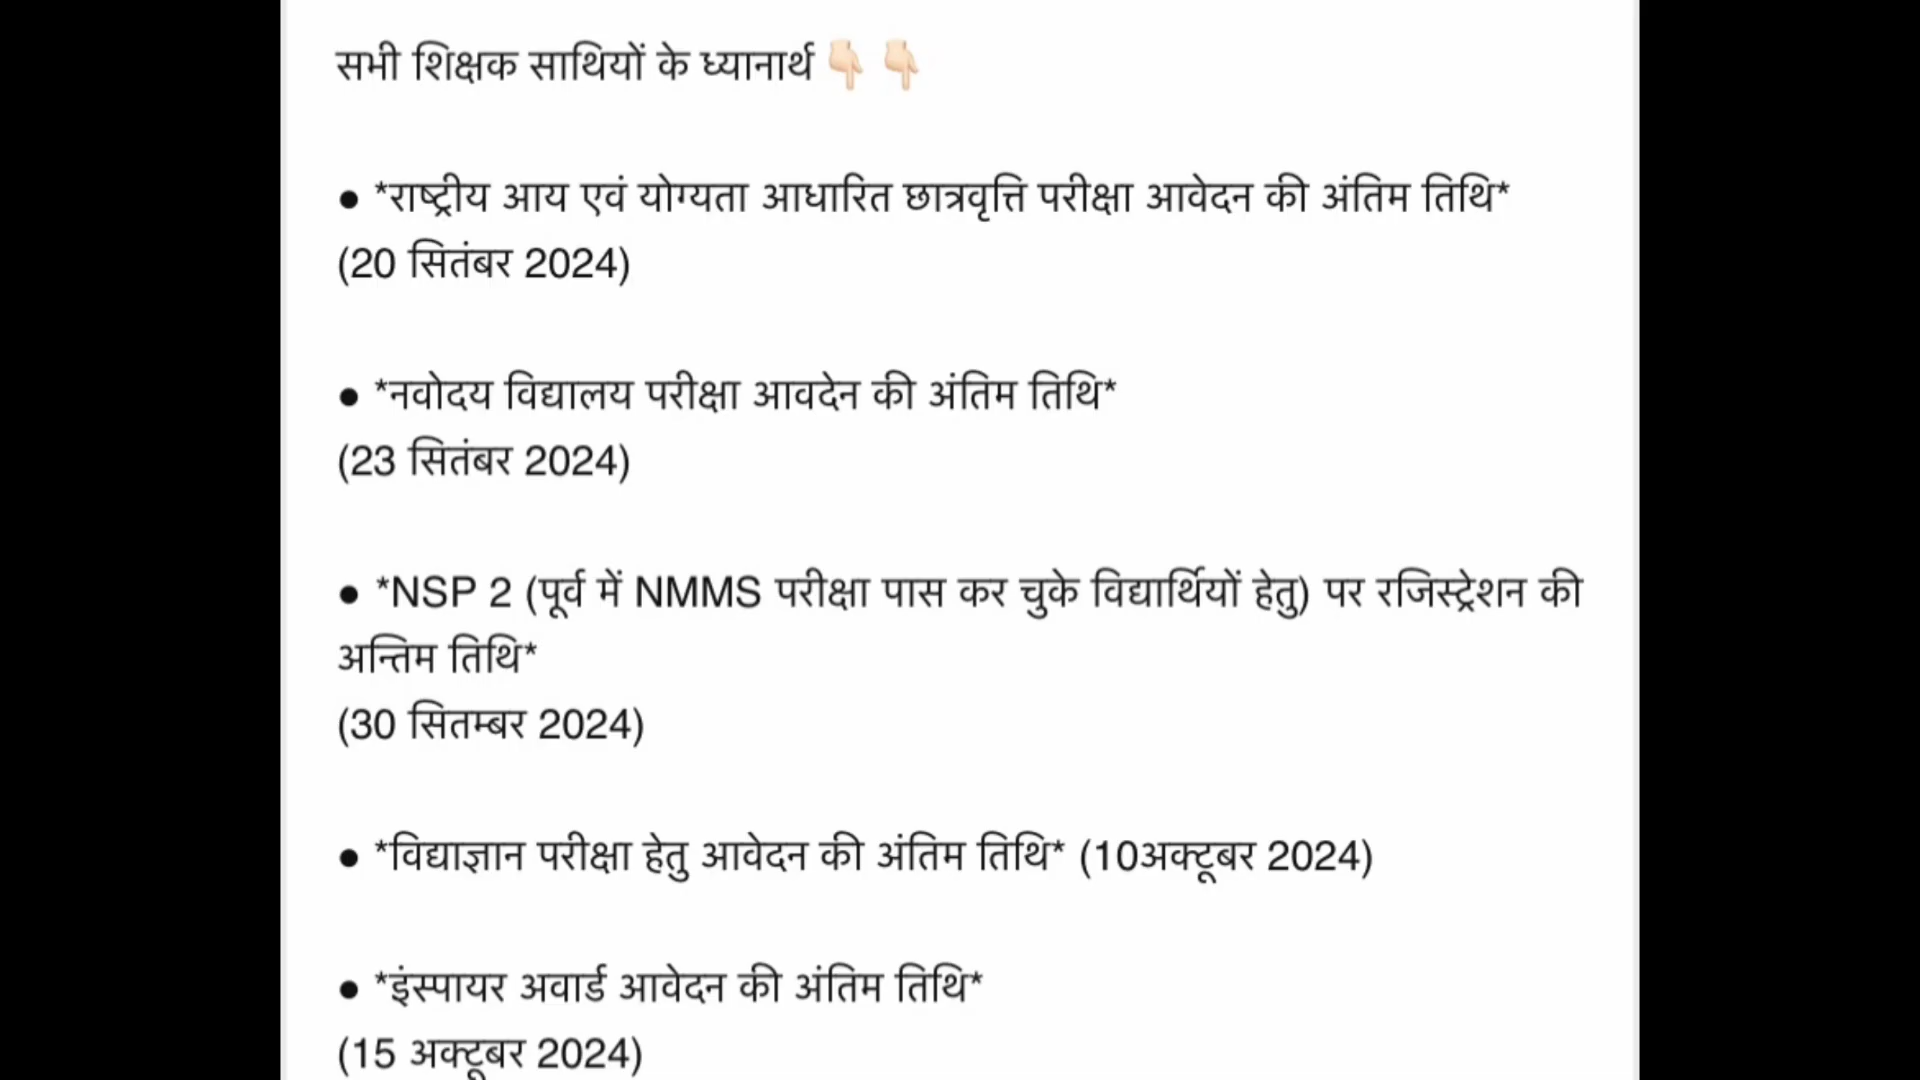 सभी शिक्षक साथियों के ध्यानार्थ 👇🏻 👇🏻
● *राष्ट्रीय आय एवं योग्यता आधारित छात्रवृत्ति परीक्षा आवेदन की अंतिम तिथि*
(20 सितंबर 2024)
● *नवोदय विद्यालय परीक्षा आवदेन की अंतिम तिथि*
(23 सितंबर 2024)
● *NSP 2 (पूर्व में NMMS परीक्षा पास कर चुके विद्यार्थियों हेतु) पर रजिस्ट्रेशन की
अन्तिम तिथि*
(30 सितम्बर 2024)
● *विद्याज्ञान परीक्षा हेतु आवेदन की अंतिम तिथि* (10अक्टूबर 2024)
● *इंस्पायर अवार्ड आवेदन की अंतिम तिथि*
(15 अक्टूबर 2024)